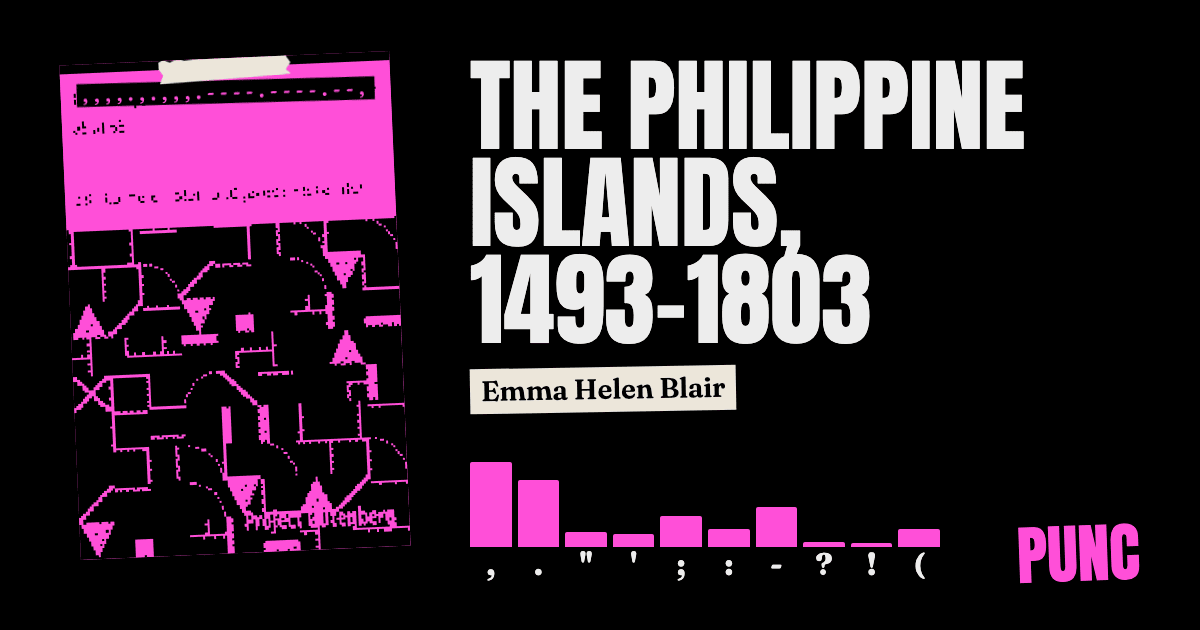 THE PHILIPPINE
ISLANDS,
1493-1803
Emma Helen Blair
, . " ' ; : - ? ! (
Project Gutenberg
PUNC